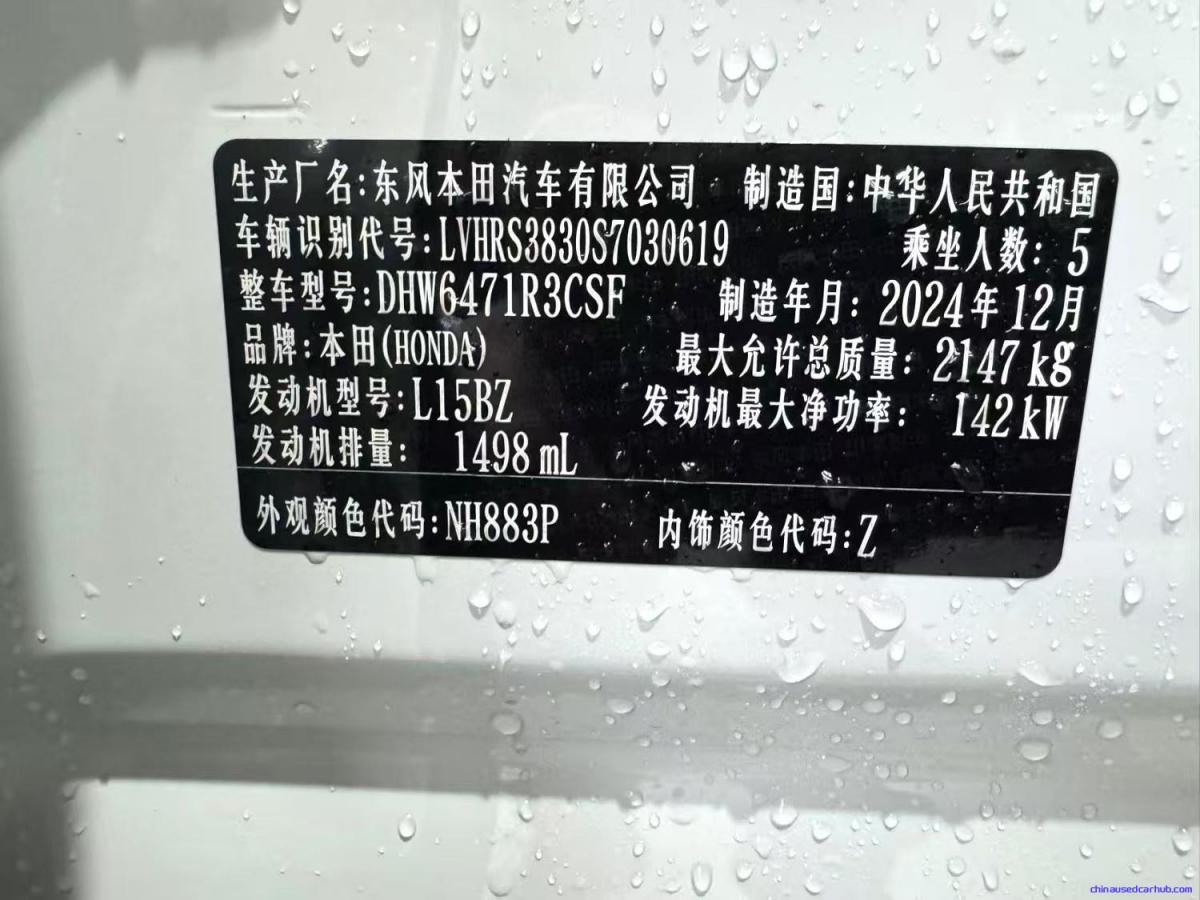 生产厂名:东风本田汽车有限公司 制造国:中华人民共和国
车辆识别代号:LVHRS3830S7030619 乘坐人数: 5
整车型号:DHW6471R3CSF 制造年月: 2024年12月
品牌:本田(HONDA) 最大允许总质量: 2147 kg
发动机型号:L15BZ 发动机最大净功率: 142 kW
发动机排量: 1498 mL
外观颜色代码:NH883P 内饰颜色代码:Z
chinausedcarhub.com